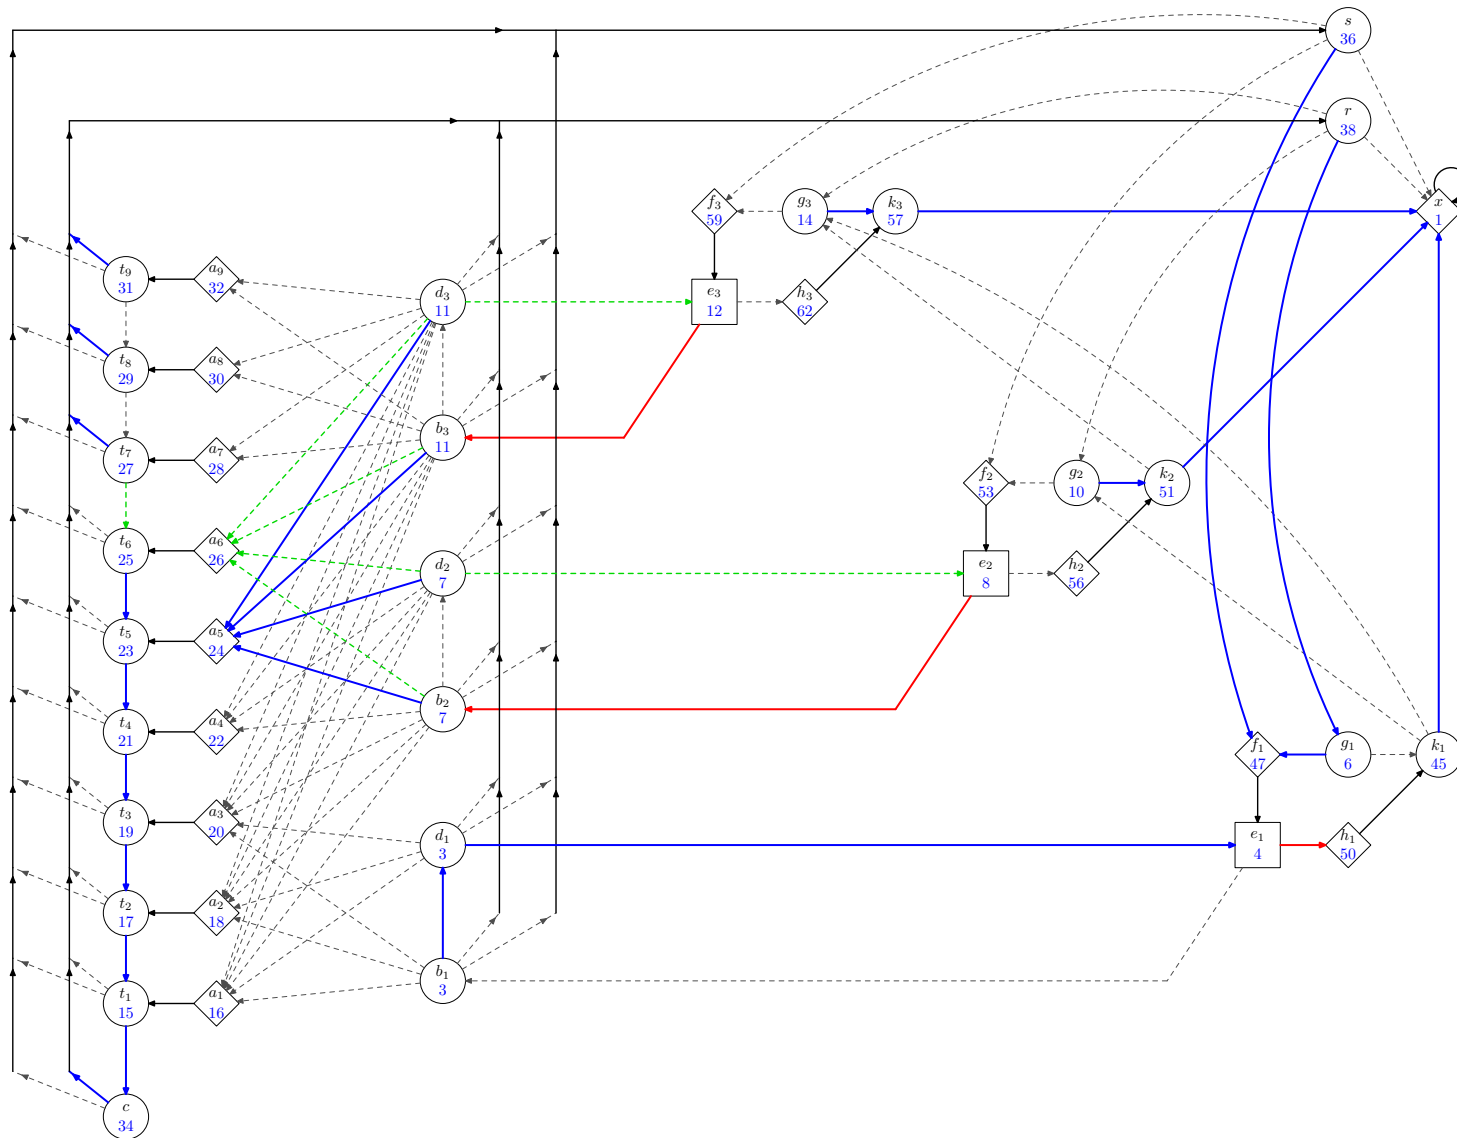 s
36
r
38
f₃
59
g₃
14
k₃
57
x
1
t₉
31
a₉
32
d₃
11
e₃
12
h₃
62
t₈
29
a₈
30
t₇
27
a₇
28
b₃
11
f₂
53
g₂
10
k₂
51
t₆
25
a₆
26
d₂
7
e₂
8
h₂
56
t₅
23
a₅
24
t₄
21
a₄
22
b₂
7
f₁
47
g₁
6
k₁
45
t₃
19
a₃
20
d₁
3
e₁
4
h₁
50
t₂
17
a₂
18
t₁
15
a₁
16
b₁
3
c
34